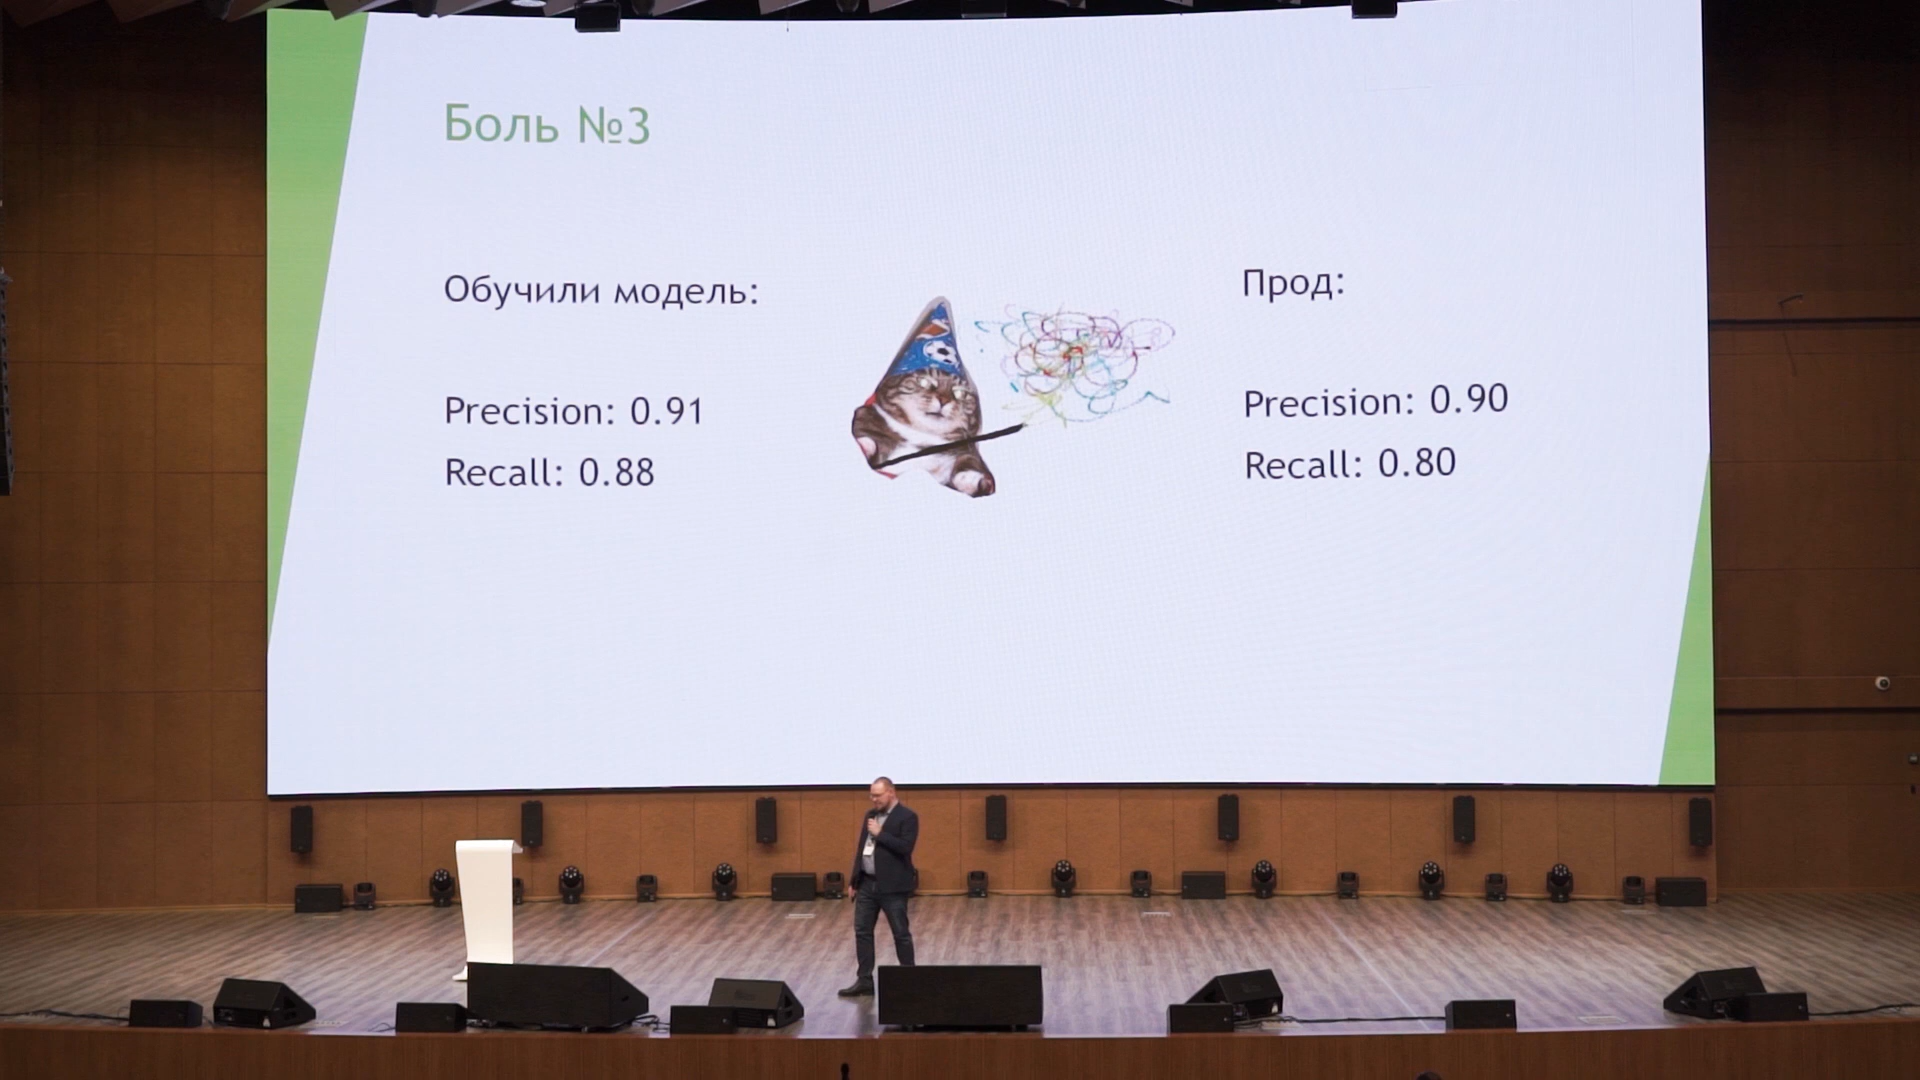 Боль №3
Обучили модель:
Precision: 0.91
Recall: 0.88
Прод:
Precision: 0.90
Recall: 0.80